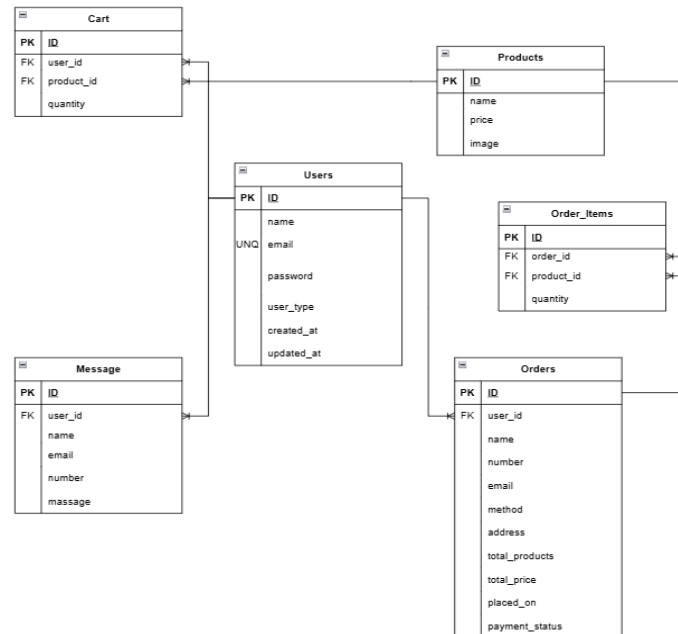 Cart
PK ID
FK user_id
FK product_id
quantity
Products
PK ID
name
price
image
Users
PK ID
name
UNQ email
password
user_type
created_at
updated_at
Order_Items
PK ID
FK order_id
FK product_id
quantity
Message
PK ID
FK user_id
name
email
number
massage
Orders
PK ID
FK user_id
name
number
email
method
address
total_products
total_price
placed_on
payment_status